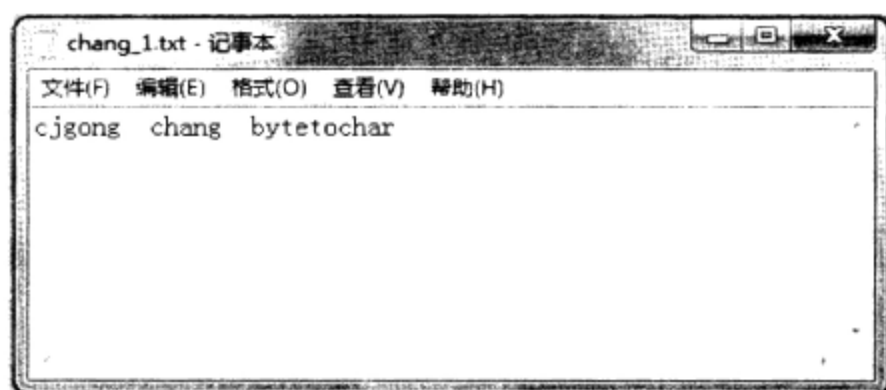 chang_1.txt - 记事本
文件(F) 编辑(E) 格式(O) 查看(V) 帮助(H)
cjgong chang bytetochar